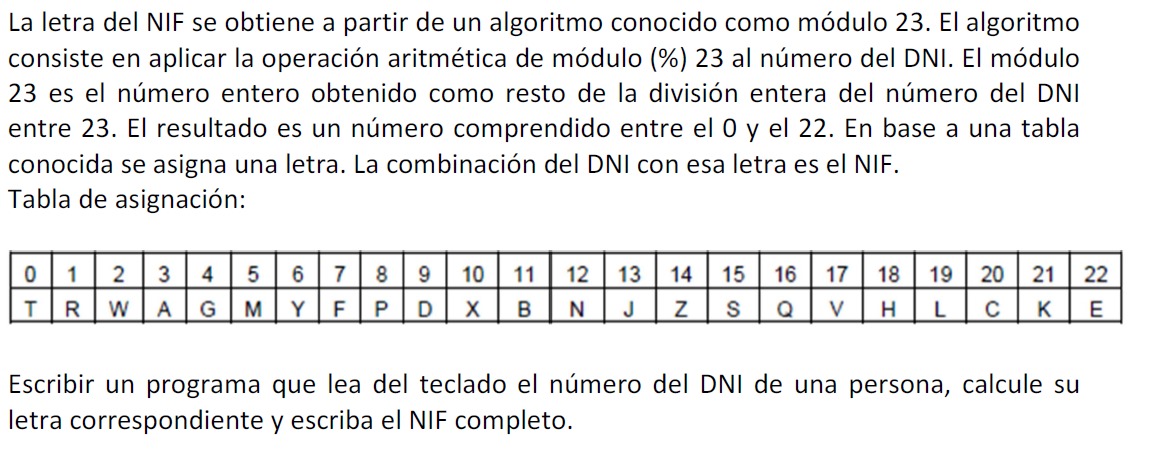 La letra del NIF se obtiene a partir de un algoritmo conocido como módulo 23. El algoritmo
consiste en aplicar la operación aritmética de módulo (%) 23 al número del DNI. El módulo
23 es el número entero obtenido como resto de la división entera del número del DNI
entre 23. El resultado es un número comprendido entre el 0 y el 22. En base a una tabla
conocida se asigna una letra. La combinación del DNI con esa letra es el NIF.
Tabla de asignación:
0 1 2 3 4 5 6 7 8 9 10 11 12 13 14 15 16 17 18 19 20 21 22
T R W A G M Y F P D X B N J Z S Q V H L C K E
Escribir un programa que lea del teclado el número del DNI de una persona, calcule su
letra correspondiente y escriba el NIF completo.